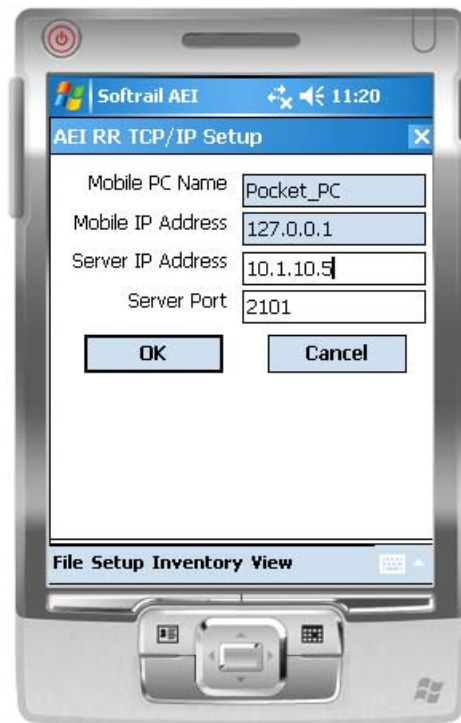 Softrail AEI 11:20
AEI RR TCP/IP Setup
Mobile PC Name Pocket_PC
Mobile IP Address 127.0.0.1
Server IP Address 10.1.10.5
Server Port 2101
OK Cancel
File Setup Inventory View